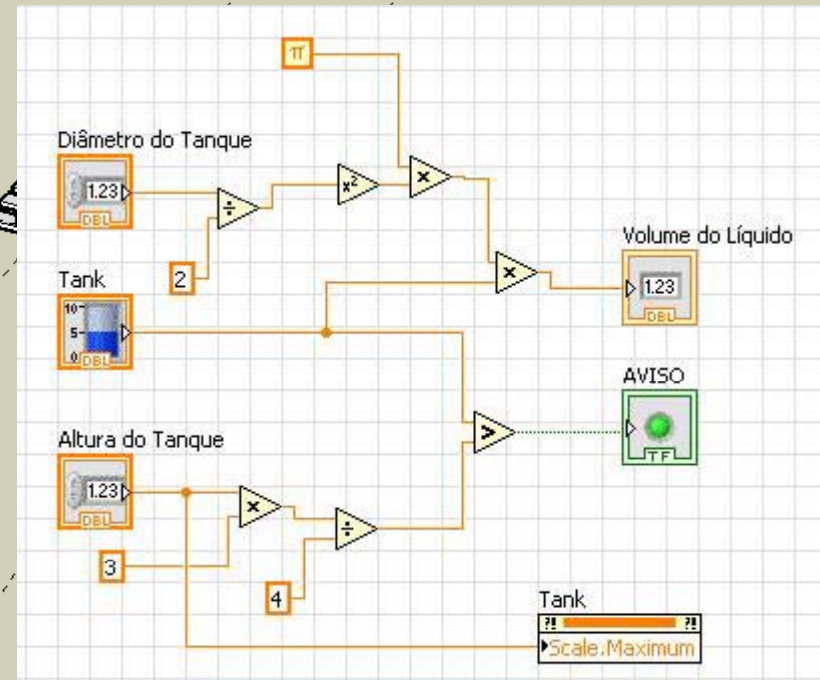 π
Diâmetro do Tanque
1.23
DBL
÷
x²
×
2
×
Volume do Líquido
1.23
DBL
Tank
10
5
0
DBL
AVISO
TF
>
Altura do Tanque
1.23
DBL
×
÷
3
4
Tank
?! ?!
Scale.Maximum